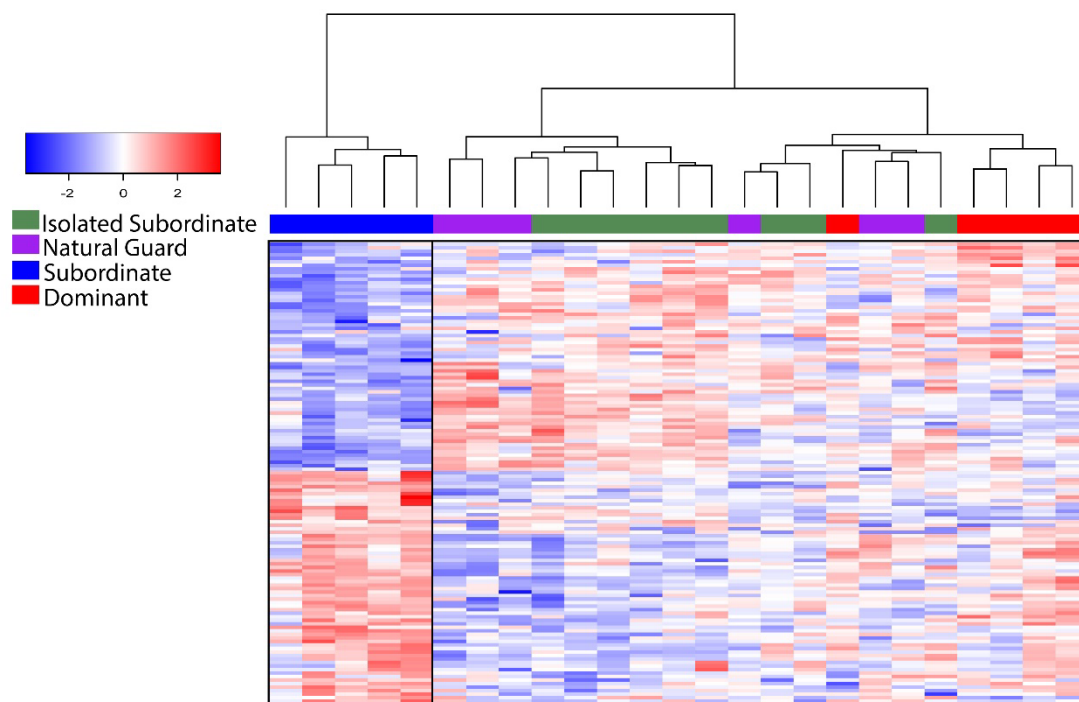 -2 0 2
Isolated Subordinate
Natural Guard
Subordinate
Dominant